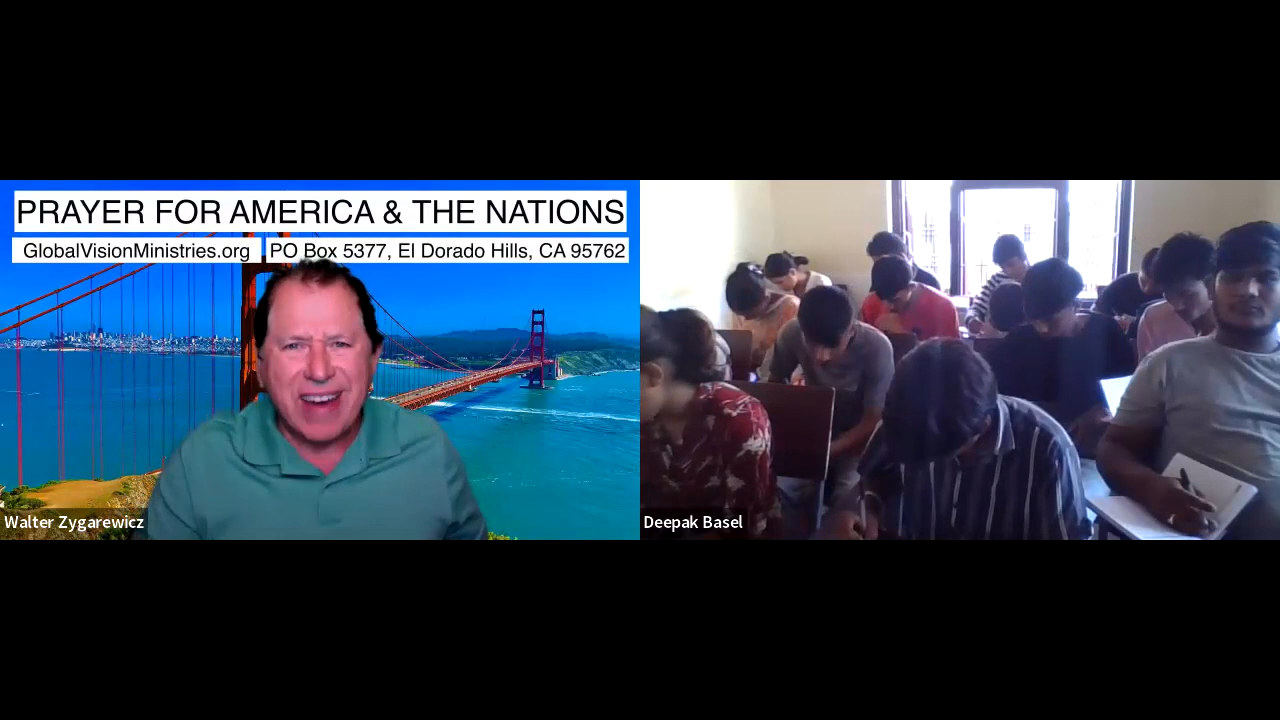 PRAYER FOR AMERICA & THE NATIONS
GlobalVisionMinistries.org PO Box 5377, El Dorado Hills, CA 95762
Walter Zygarewicz
Deepak Basel